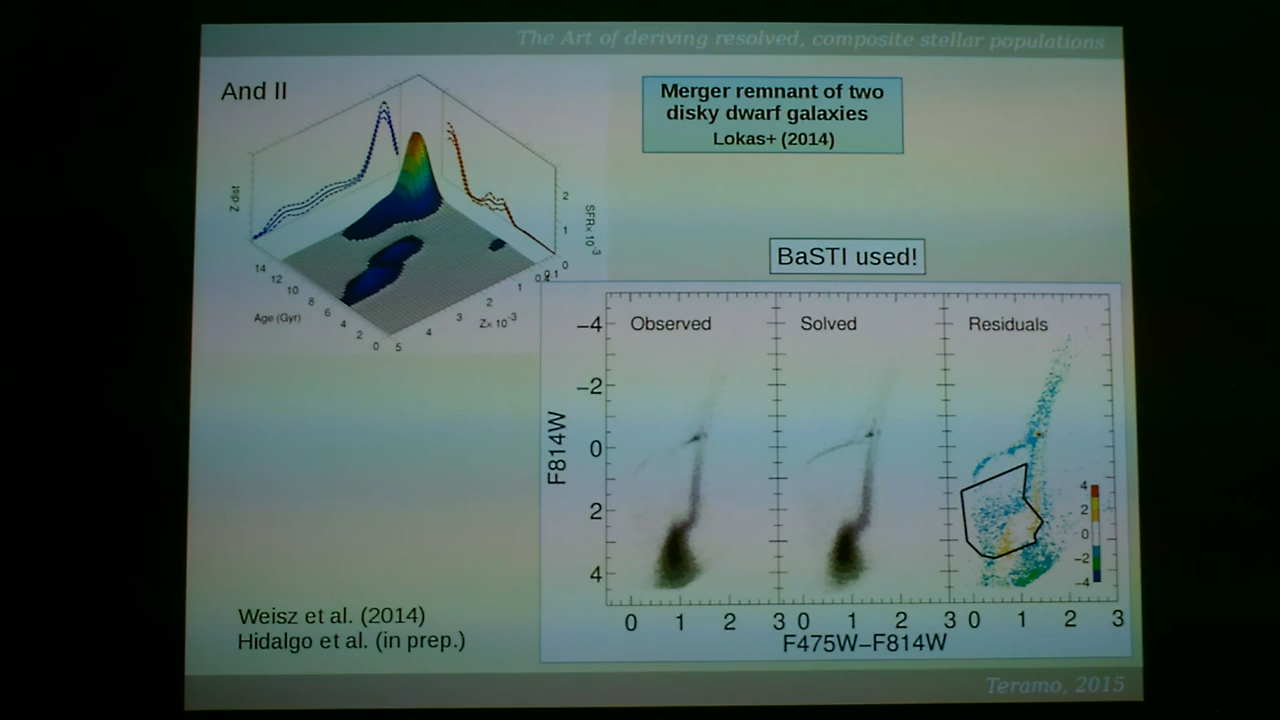 The Art of deriving resolved, composite stellar populations
And II
Merger remnant of two
disky dwarf galaxies
Lokas+ (2014)
Z-dist
SFR×10⁻³
2
1
0
14
12
10
8
6
4
2
0
Age (Gyr)
0.1
1
2
3
4
5
Z×10⁻³
BaSTI used!
Observed
Solved
Residuals
−4
−2
0
2
4
F814W
4
2
0
−2
−4
0 1 2 3 0 1 2 3 0 1 2 3
F475W−F814W
Weisz et al. (2014)
Hidalgo et al. (in prep.)
Teramo, 2015